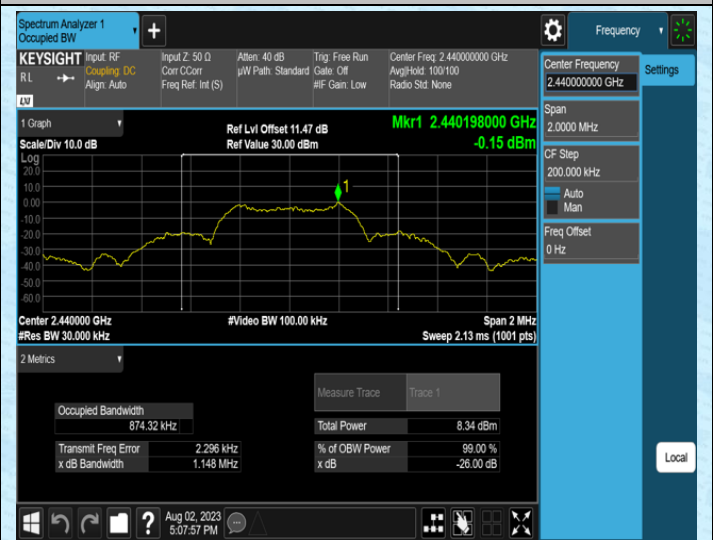 Spectrum Analyzer 1
Occupied BW
+
Frequency
KEYSIGHT
RL
LXI
Input: RF
Coupling: DC
Align: Auto
Input Z: 50 Ω
Corr CCorr
Freq Ref: Int (S)
Atten: 40 dB
µW Path: Standard
Trig: Free Run
Gate: Off
#IF Gain: Low
Center Freq: 2.440000000 GHz
Avg|Hold: 100/100
Radio Std: None
Center Frequency
2.440000000 GHz
Settings
Span
2.0000 MHz
CF Step
200.000 kHz
Auto
Man
Freq Offset
0 Hz
1 Graph
Scale/Div 10.0 dB
Ref Lvl Offset 11.47 dB
Ref Value 30.00 dBm
Mkr1 2.440198000 GHz
-0.15 dBm
Log
20.0
10.0
0.00
-10.0
-20.0
-30.0
-40.0
-50.0
-60.0
1
Center 2.440000 GHz
#Video BW 100.00 kHz
Span 2 MHz
#Res BW 30.000 kHz
Sweep 2.13 ms (1001 pts)
2 Metrics
Measure Trace
Trace 1
Occupied Bandwidth
874.32 kHz
Total Power
8.34 dBm
Transmit Freq Error
2.296 kHz
% of OBW Power
99.00 %
x dB Bandwidth
1.148 MHz
x dB
-26.00 dB
Local
?
Aug 02, 2023
5:07:57 PM